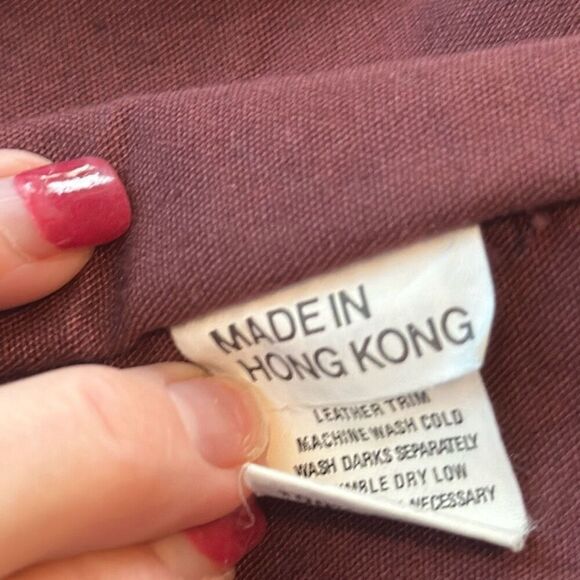 MADE IN
HONG KONG
LEATHER TRIM
MACHINE WASH COLD
WASH DARKS SEPARATELY
DRY LOW
NECESSARY